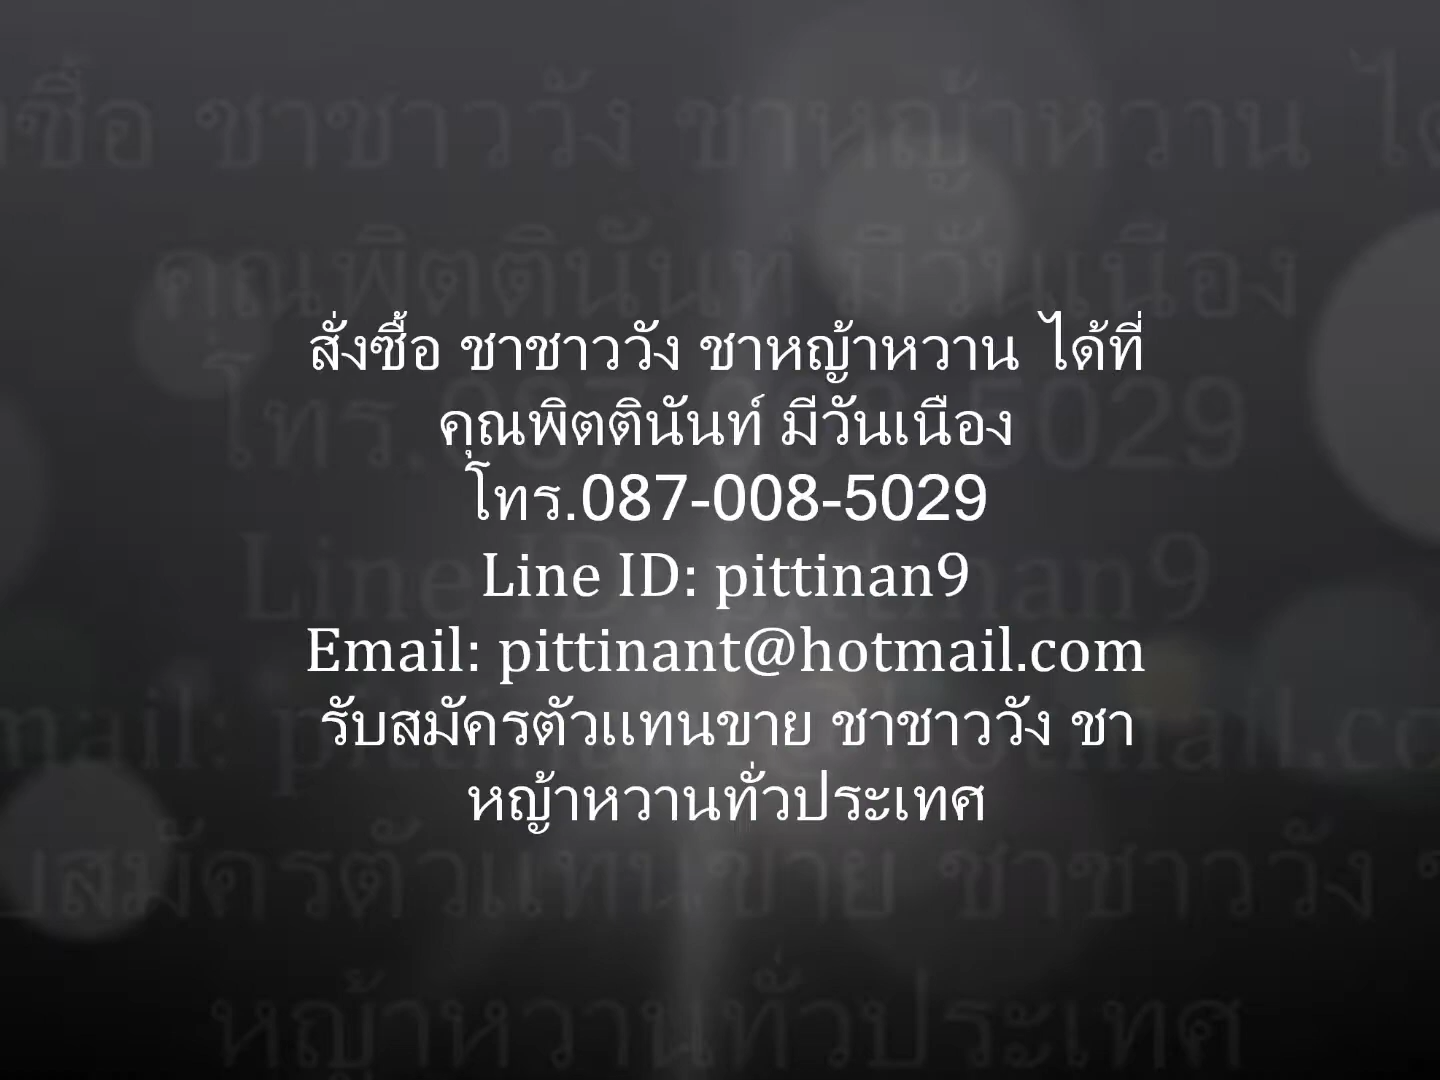 สั่งซื้อ ชาชาววัง ชาหญ้าหวาน ได้ที่
คุณพิตตินันท์ มีวันเนือง
โทร.087-008-5029
Line ID: pittinan9
Email: pittinant@hotmail.com
รับสมัครตัวแทนขาย ชาชาววัง ชา
หญ้าหวานทั่วประเทศ